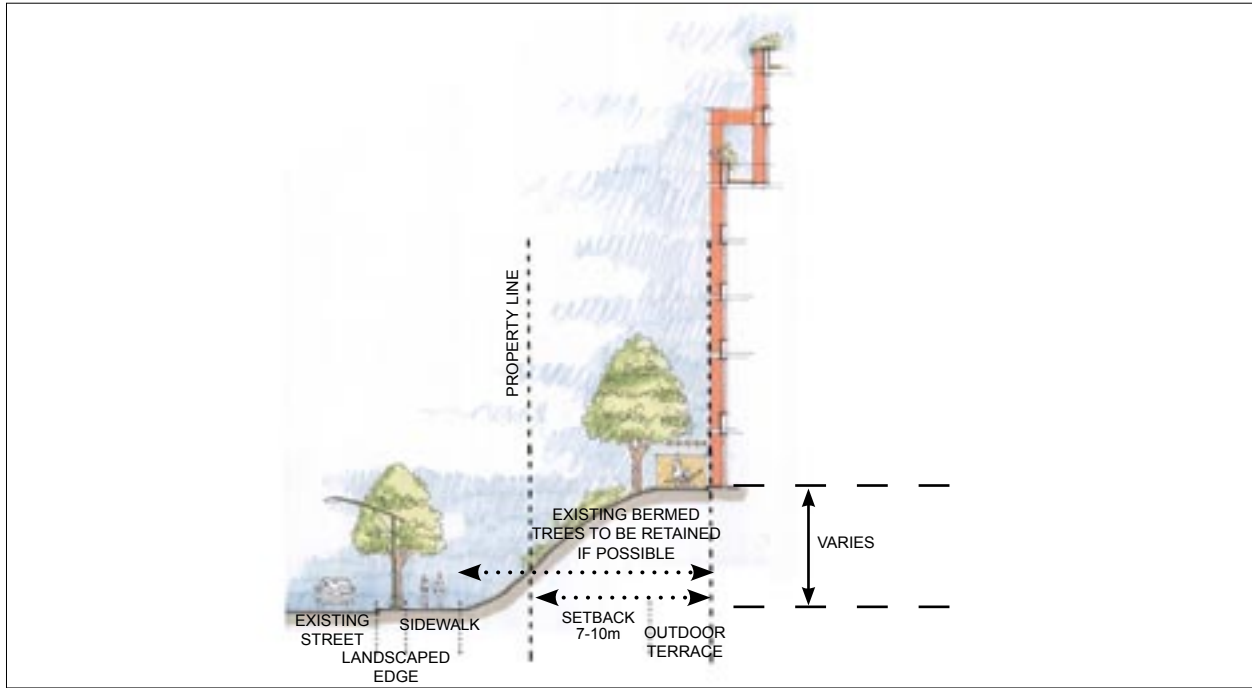 PROPERTY LINE
EXISTING BERMED
TREES TO BE RETAINED
IF POSSIBLE
VARIES
EXISTING
STREET
SIDEWALK
LANDSCAPED
EDGE
SETBACK
7-10m
OUTDOOR
TERRACE